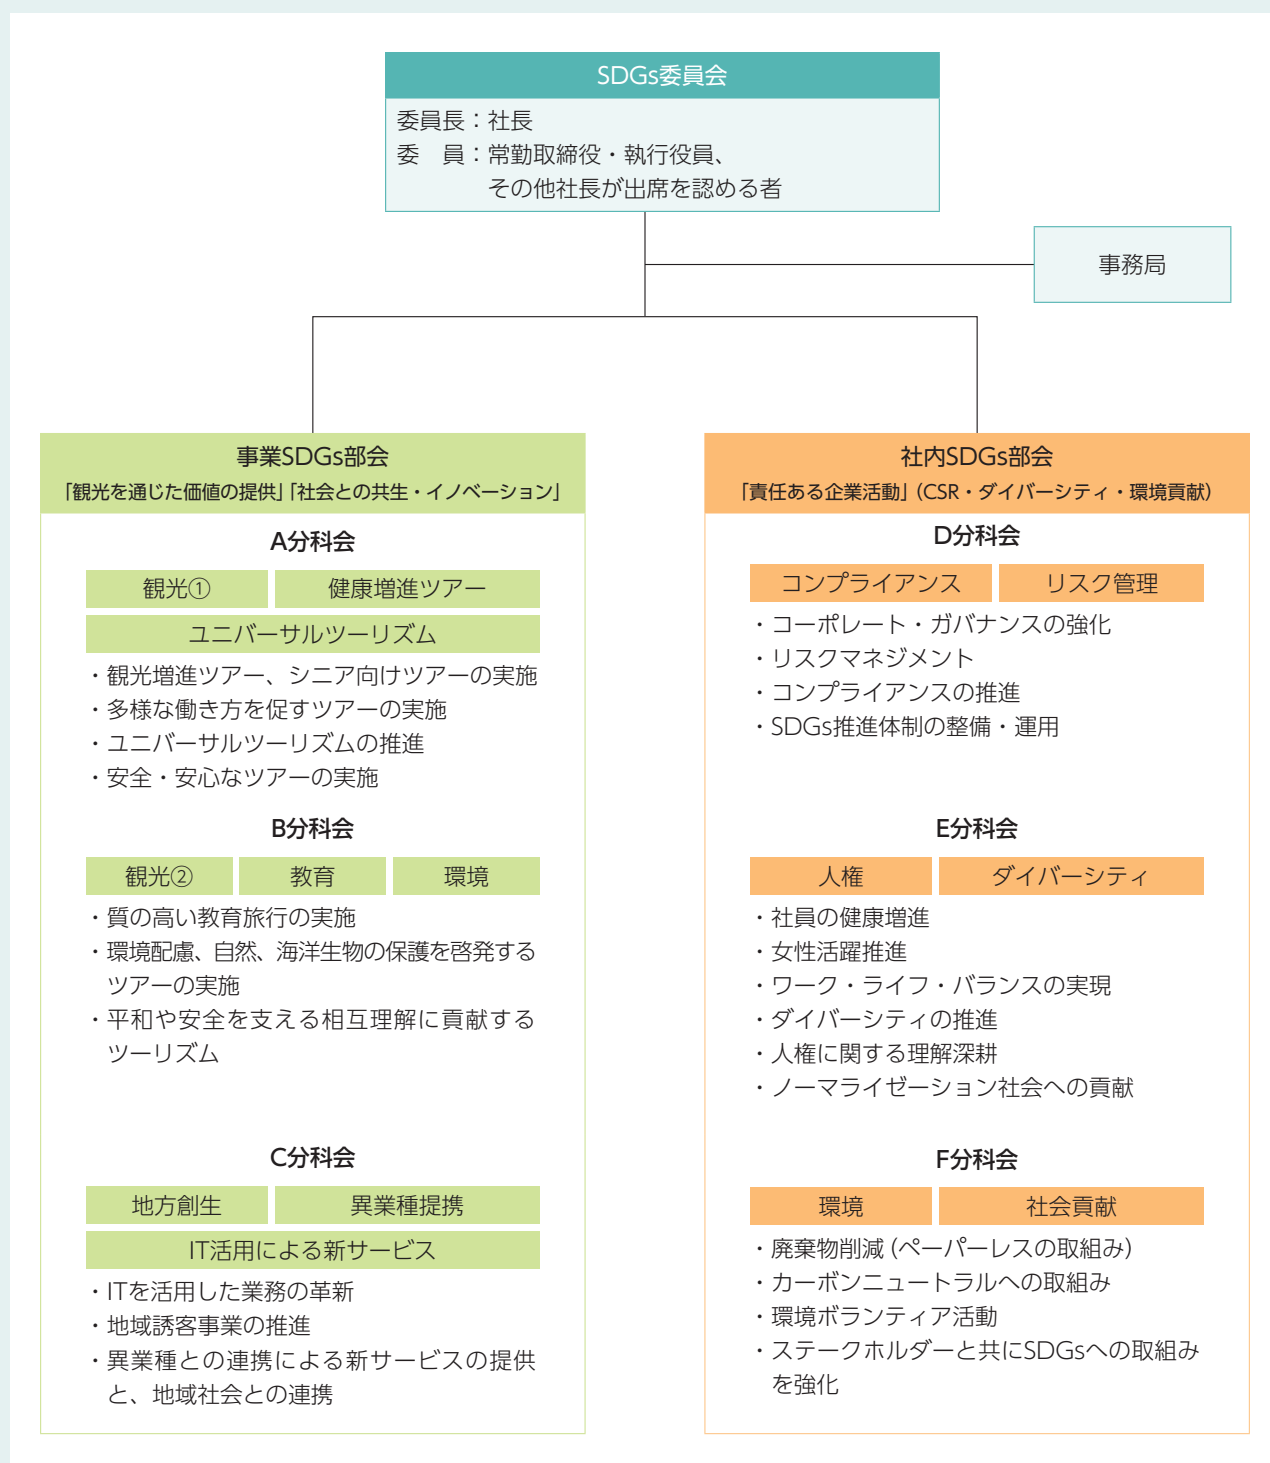 SDGs委員会
委員長：社長
委　員：常勤取締役・執行役員、
その他社長が出席を認める者
事務局
事業SDGs部会
「観光を通じた価値の提供」「社会との共生・イノベーション」
A分科会
観光①
健康増進ツアー
ユニバーサルツーリズム
・観光増進ツアー、シニア向けツアーの実施
・多様な働き方を促すツアーの実施
・ユニバーサルツーリズムの推進
・安全・安心なツアーの実施
B分科会
観光②
教育
環境
・質の高い教育旅行の実施
・環境配慮、自然、海洋生物の保護を啓発する
ツアーの実施
・平和や安全を支える相互理解に貢献する
ツーリズム
C分科会
地方創生
異業種提携
IT活用による新サービス
・ITを活用した業務の革新
・地域誘客事業の推進
・異業種との連携による新サービスの提供
と、地域社会との連携
社内SDGs部会
「責任ある企業活動」（CSR・ダイバーシティ・環境貢献）
D分科会
コンプライアンス
リスク管理
・コーポレート・ガバナンスの強化
・リスクマネジメント
・コンプライアンスの推進
・SDGs推進体制の整備・運用
E分科会
人権
ダイバーシティ
・社員の健康増進
・女性活躍推進
・ワーク・ライフ・バランスの実現
・ダイバーシティの推進
・人権に関する理解深耕
・ノーマライゼーション社会への貢献
F分科会
環境
社会貢献
・廃棄物削減（ペーパーレスの取組み）
・カーボンニュートラルへの取組み
・環境ボランティア活動
・ステークホルダーと共にSDGsへの取組み
を強化